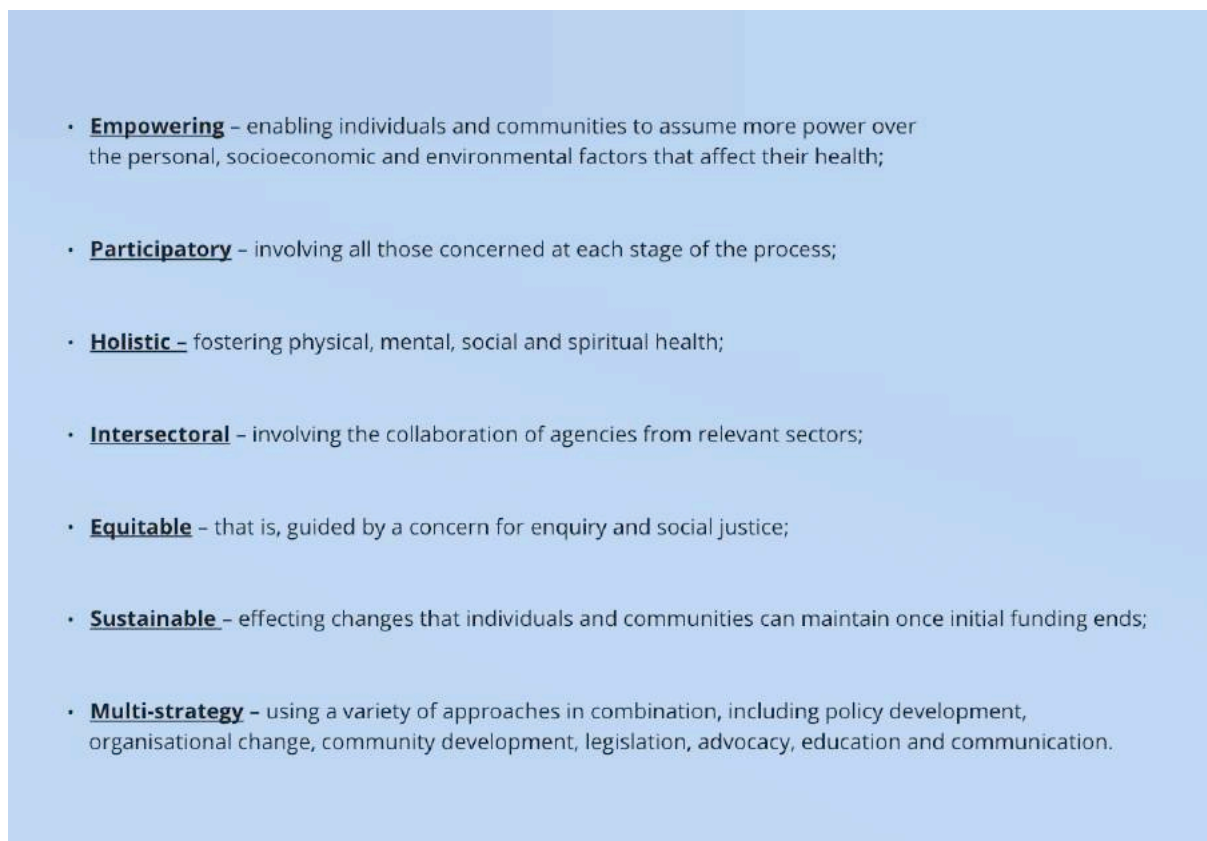 • Empowering – enabling individuals and communities to assume more power over
the personal, socioeconomic and environmental factors that affect their health;
• Participatory – involving all those concerned at each stage of the process;
• Holistic – fostering physical, mental, social and spiritual health;
• Intersectoral – involving the collaboration of agencies from relevant sectors;
• Equitable – that is, guided by a concern for enquiry and social justice;
• Sustainable – effecting changes that individuals and communities can maintain once initial funding ends;
• Multi-strategy – using a variety of approaches in combination, including policy development,
organisational change, community development, legislation, advocacy, education and communication.